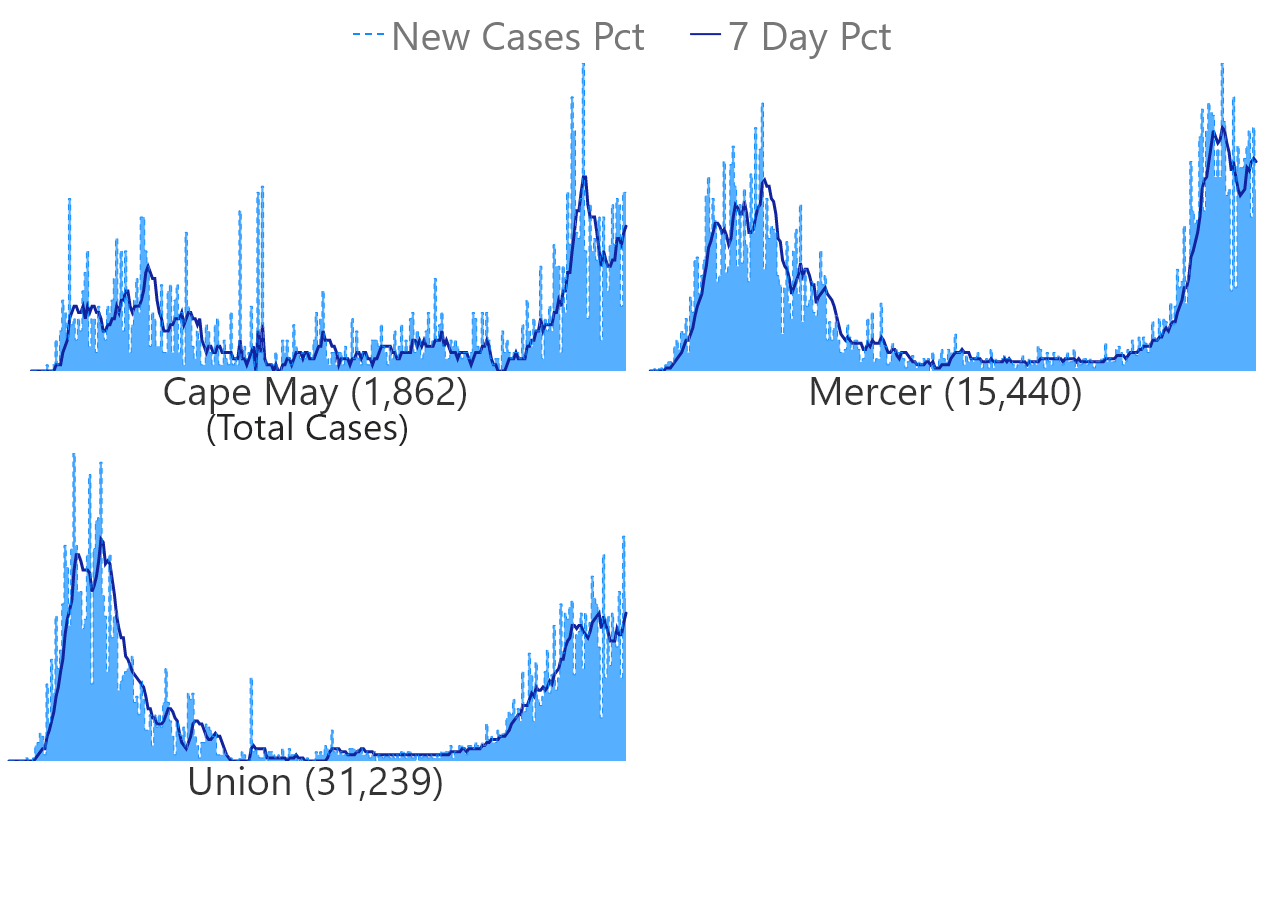 New Cases Pct 7 Day Pct
Cape May (1,862) Mercer (15,440)
(Total Cases)
Union (31,239)